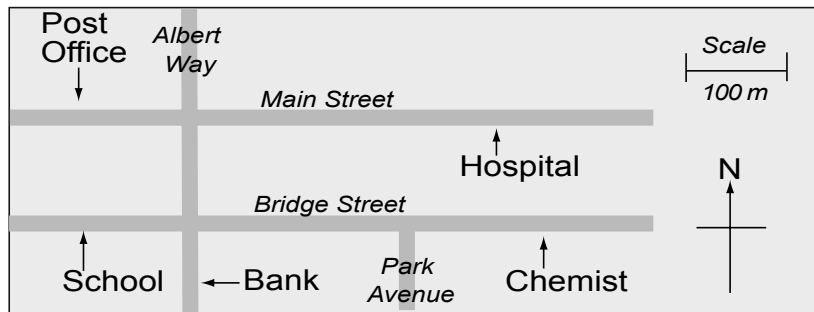 Post
Office
Albert
Way
Scale
100 m
Main Street
Hospital
N
Bridge Street
School
Bank
Park
Avenue
Chemist